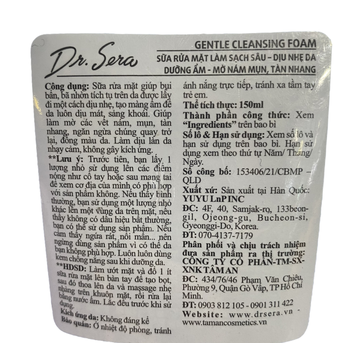 Dr. Sera
GENTLE CLEANSING FOAM
SỮA RỬA MẶT LÀM SẠCH SÂU - DỊU NHẸ DA
DƯỠNG ẨM - MỜ NÁM MỤN, TÀN NHANG
Công dụng: Sữa rửa mặt giúp bụi
bẩn, bã nhờn tích tụ trên da được lấy
đi một cách dịu nhẹ, tạo màng ẩm để
da luôn dịu mát, sảng khoái. Giúp
làm mờ các vết nám, mụn, tàn
nhang, ngăn ngừa chúng quay trở
lại, đồng màu da. Làm dịu làn da
nhạy cảm, không gây kích ứng.
**Lưu ý: Trước tiên, bạn lấy 1
lượng nhỏ sử dụng lên các điểm
nóng như cổ tay hoặc sau mang tai
để xem cơ địa của mình có phù hợp
với sản phẩm không. Nếu thấy bình
thường, bạn sử dụng một lượng nhỏ
khác lên một vùng da trên mặt, nếu
thấy không có dấu hiệu bất thường,
bạn có thể sử dụng sản phẩm. Nếu
cảm thấy ngứa rát, nổi mẩn.. nên
ngừng dùng sản phẩm vì có thể da
bạn không phù hợp. Luôn luôn dùng
kem chống nắng sau khi dưỡng da.
**HDSD: Làm ướt mặt và đổ 1 ít
sữa rửa mặt lên bàn tay để tạo bọt,
sau đó thoa lên da và massage nhẹ
nhàng trên khuôn mặt, rồi rửa lại
bằng nước ấm. Lắc đều trước khi sử
dụng.
Kích ứng da: Không đáng kể
Bảo quản: Ở nhiệt độ phòng, tránh
ánh nắng trực tiếp, tránh xa tầm tay
trẻ em.
Thể tích thực: 150ml
Thành phần công thức: Xem
"Ingredients" trên bao bì
Số lô & Hạn sử dụng: Xem số lô và
hạn sử dụng trên bao bì. Hạn sử
dụng xem theo thứ tự Năm/ Tháng/
Ngày.
Số công bố: 153406/21/CBMP -
QLD
Xuất xứ: Sản xuất tại Hàn Quốc
YUYU LnP INC
ĐC: 4F, 40, Samjak-ro, 133beon-
gil, Ojeong-gu, Bucheon-si,
Gyeonggi-Do, Korea.
ĐT: 070-4137-7179
Phân phối và chịu trách nhiệm
đưa sản phẩm ra thị trường:
CÔNG TY CỔ PHẦN-TM-SX-
XNK TÂM AN
ĐC: 434/76/46 Phạm Văn Chiêu,
Phường 9, Quận Gò Vấp, TP Hồ Chí
Minh.
ĐT: 0903 812 105 - 0901 311 422
Website: www.drsera.vn -
www.tamancosmetics.vn